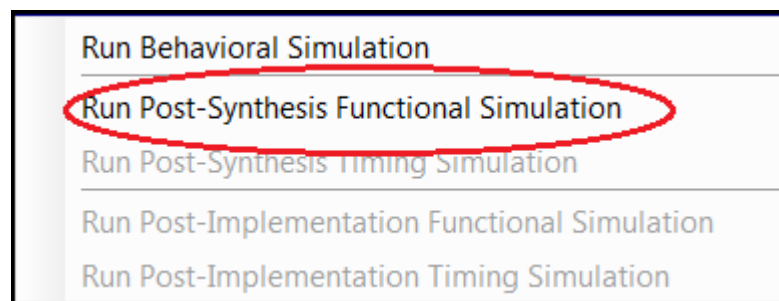 Run Behavioral Simulation
Run Post-Synthesis Functional Simulation
Run Post-Synthesis Timing Simulation
Run Post-Implementation Functional Simulation
Run Post-Implementation Timing Simulation